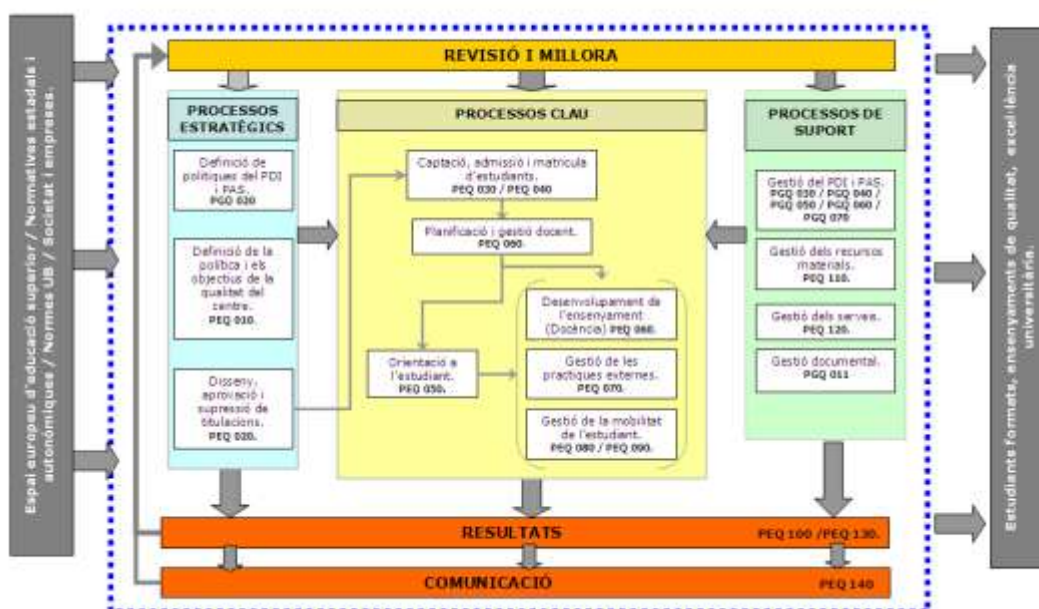 Espai europeu d'educació superior / Normatives estadals i
autonòmiques / Normes UB / Societat i empreses.
REVISIÓ I MILLORA
PROCESSOS
ESTRATÈGICS
Definició de
polítiques del PDI
i PAS.
PGQ 020
Definició de la
política i els
objectius de la
qualitat del
centre.
PEQ 010.
Disseny,
aprovació i
supressió de
titulacions.
PEQ 020.
PROCESSOS CLAU
Captació, admissió i matricula
d'estudiants.
PEQ 030 / PEQ 040
Planificació i gestió docent.
PEQ 060.
Desenvolupament de
l'ensenyament
(Docència) PEQ 060.
Orientació a
l'estudiant.
PEQ 050.
Gestió de les
practiques externes.
PEQ 070.
Gestió de la mobilitat
de l'estudiant.
PEQ 080 / PEQ 090.
PROCESSOS DE
SUPORT
Gestió del PDI i PAS.
PGQ 030 / PGQ 040 /
PGQ 050 / PGQ 060 /
PGQ 070
Gestió dels recursos
materials.
PEQ 110.
Gestió dels serveis.
PEQ 120.
Gestió documental.
PGQ 011
RESULTATS
PEQ 100 /PEQ 130.
COMUNICACIÓ
PEQ 140
Estudiants formats, ensenyaments de qualitat, excel·lència
universitària.